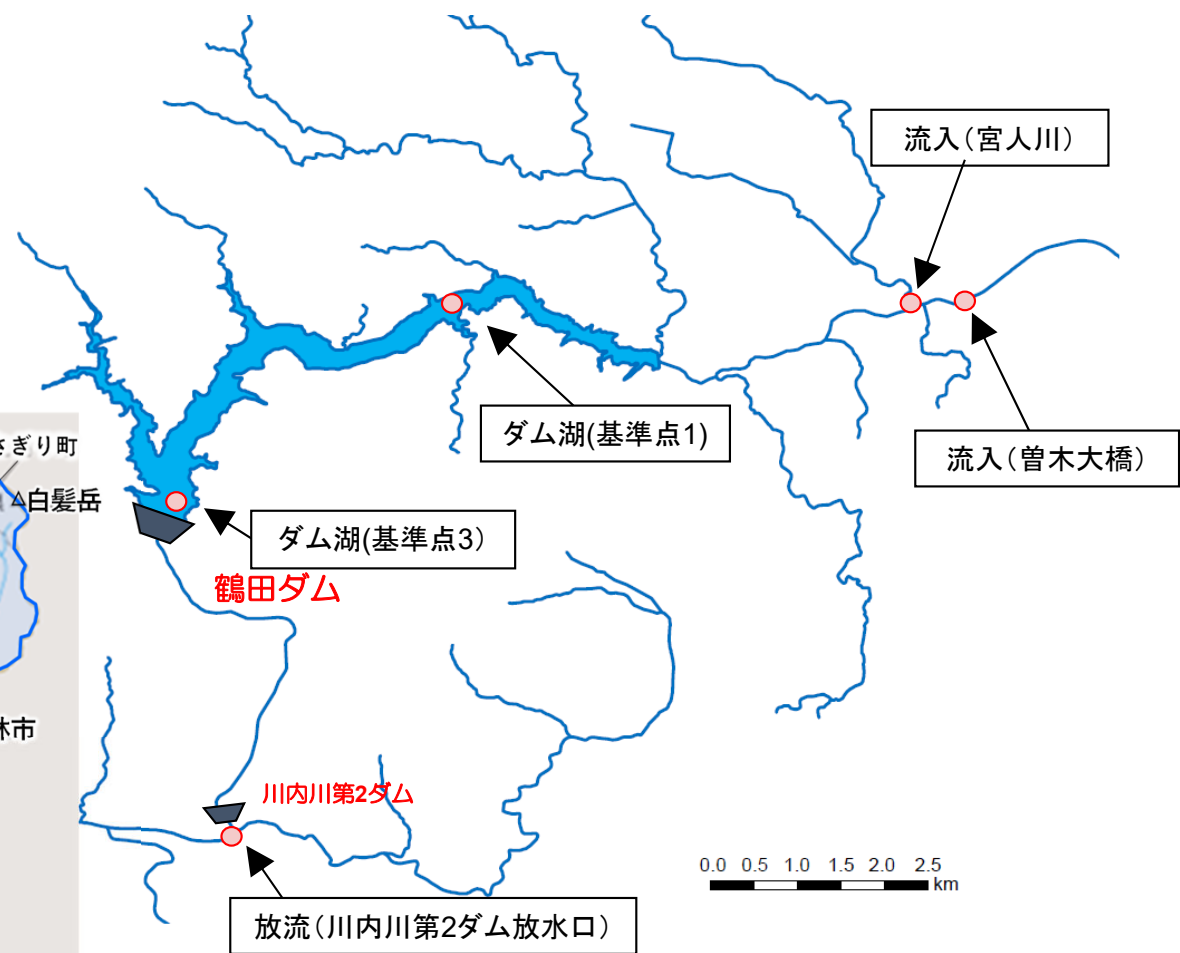 流入(宮人川)
ダム湖(基準点1)
流入(曽木大橋)
さぎり町
△白髪岳
ダム湖(基準点3)
鶴田ダム
林市
川内川第2ダム
0.0 0.5 1.0 1.5 2.0 2.5
km
放流(川内川第2ダム放水口)